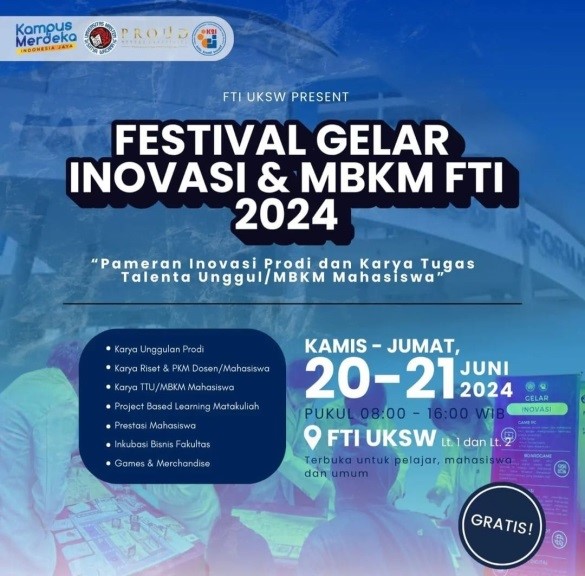 Kampus
Merdeka
INDONESIA JAYA
PROUD
FTI UKSW PRESENT
FESTIVAL GELAR
INOVASI & MBKM FTI
2024
“Pameran Inovasi Prodi dan Karya Tugas
Talenta Unggul/MBKM Mahasiswa”
Karya Unggulan Prodi
Karya Riset & PKM Dosen/Mahasiswa
Karya TTU/MBKM Mahasiswa
Project Based Learning Matakuliah
Prestasi Mahasiswa
Inkubasi Bisnis Fakultas
Games & Merchandise
KAMIS - JUMAT,
20-21 JUNI
2024
PUKUL 08:00 - 16:00 WIB
FTI UKSW Lt. 1 dan Lt. 2
Terbuka untuk pelajar, mahasiswa
dan umum
GELAR
INOVASI
GRATIS!